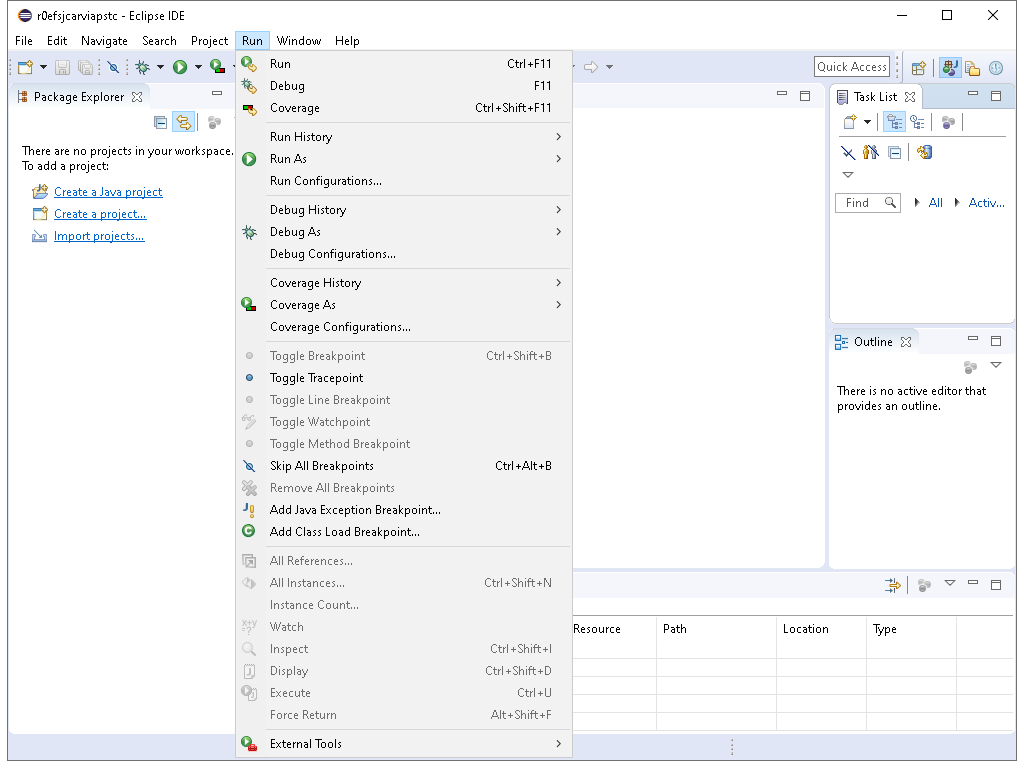 r0efsjcarviapstc - Eclipse IDE
File Edit Navigate Search Project Run Window Help
Quick Access
Package Explorer
There are no projects in your workspace.
To add a project:
Create a Java project
Create a project...
Import projects...
Run Ctrl+F11
Debug F11
Coverage Ctrl+Shift+F11
Run History
Run As
Run Configurations...
Debug History
Debug As
Debug Configurations...
Coverage History
Coverage As
Coverage Configurations...
Toggle Breakpoint Ctrl+Shift+B
Toggle Tracepoint
Toggle Line Breakpoint
Toggle Watchpoint
Toggle Method Breakpoint
Skip All Breakpoints Ctrl+Alt+B
Remove All Breakpoints
Add Java Exception Breakpoint...
Add Class Load Breakpoint...
All References...
All Instances... Ctrl+Shift+N
Instance Count...
Watch
Inspect Ctrl+Shift+I
Display Ctrl+Shift+D
Execute Ctrl+U
Force Return Alt+Shift+F
External Tools
Task List
Find All Activ...
Outline
There is no active editor that
provides an outline.
Resource Path Location Type